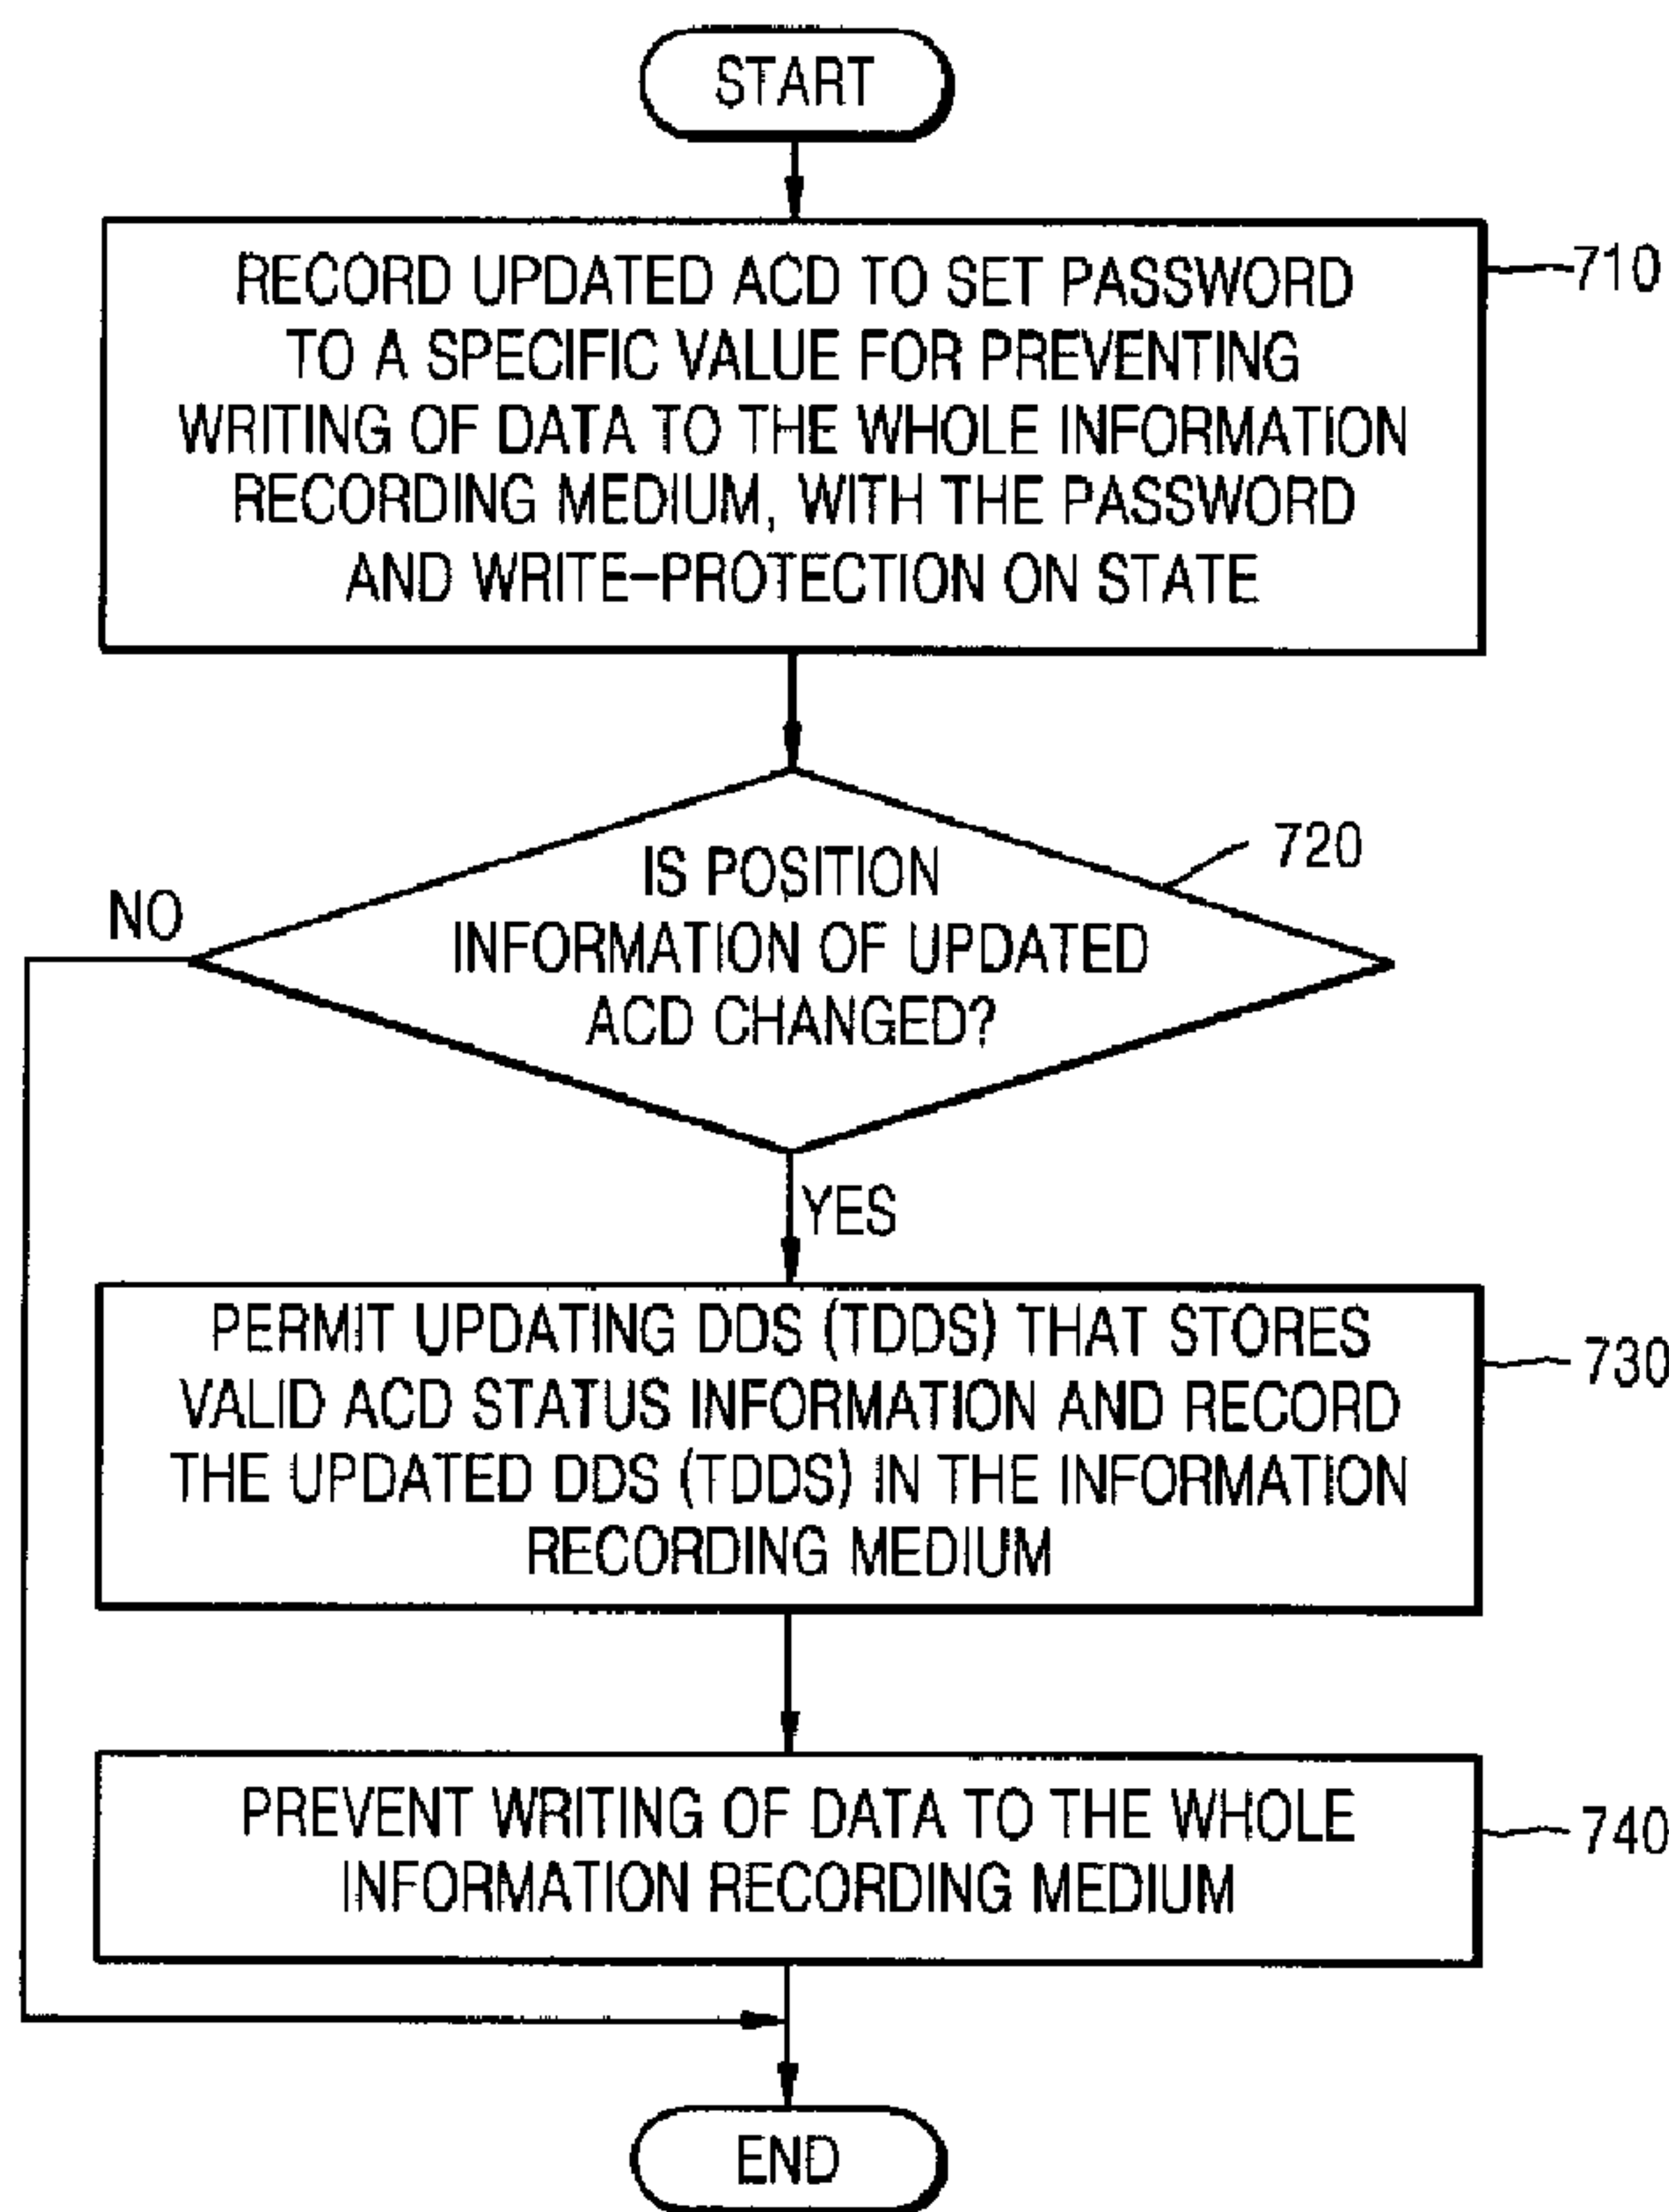 START
RECORD UPDATED ACD TO SET PASSWORD
TO A SPECIFIC VALUE FOR PREVENTING
WRITING OF DATA TO THE WHOLE INFORMATION
RECORDING MEDIUM, WITH THE PASSWORD
AND WRITE-PROTECTION ON STATE
710
IS POSITION
INFORMATION OF UPDATED
ACD CHANGED?
720
NO
YES
PERMIT UPDATING DDS (TDDS) THAT STORES
VALID ACD STATUS INFORMATION AND RECORD
THE UPDATED DDS (TDDS) IN THE INFORMATION
RECORDING MEDIUM
730
PREVENT WRITING OF DATA TO THE WHOLE
INFORMATION RECORDING MEDIUM
740
END